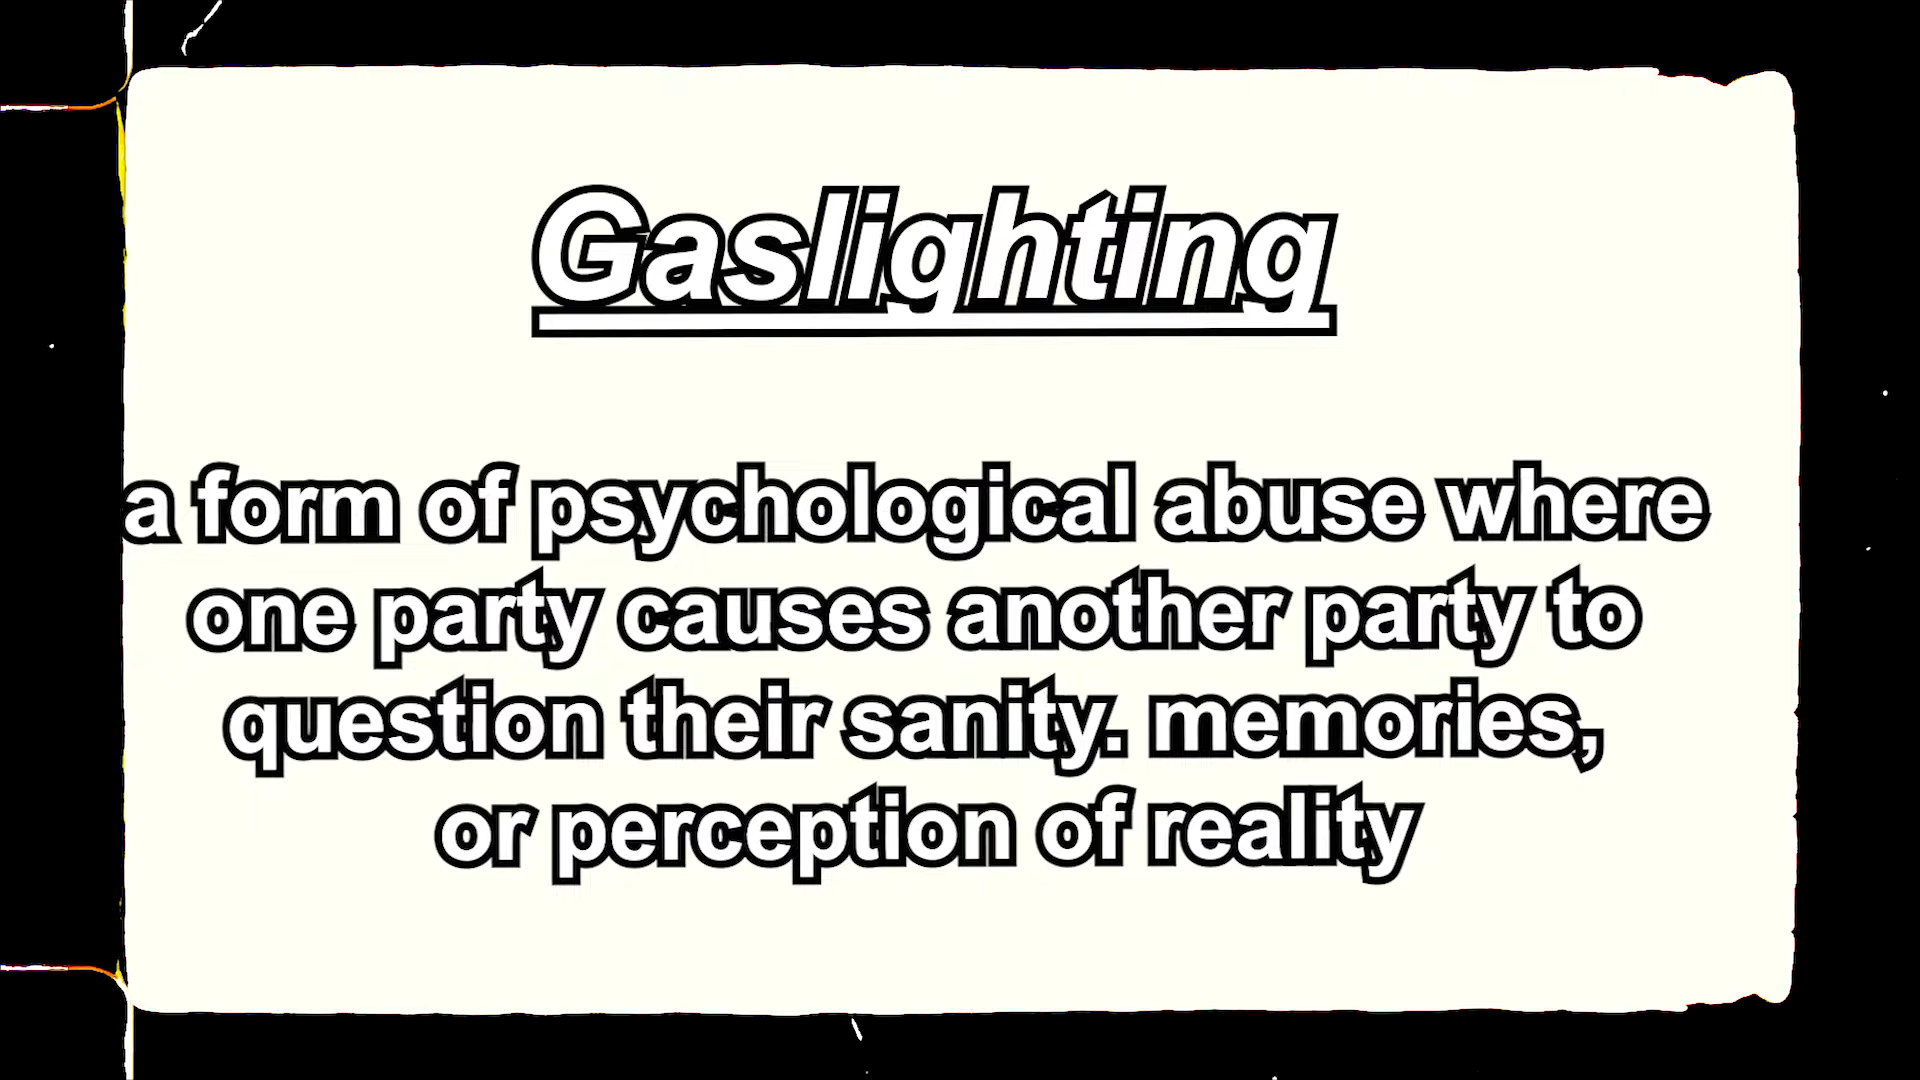 Gaslighting
a form of psychological abuse where
one party causes another party to
question their sanity. memories,
or perception of reality